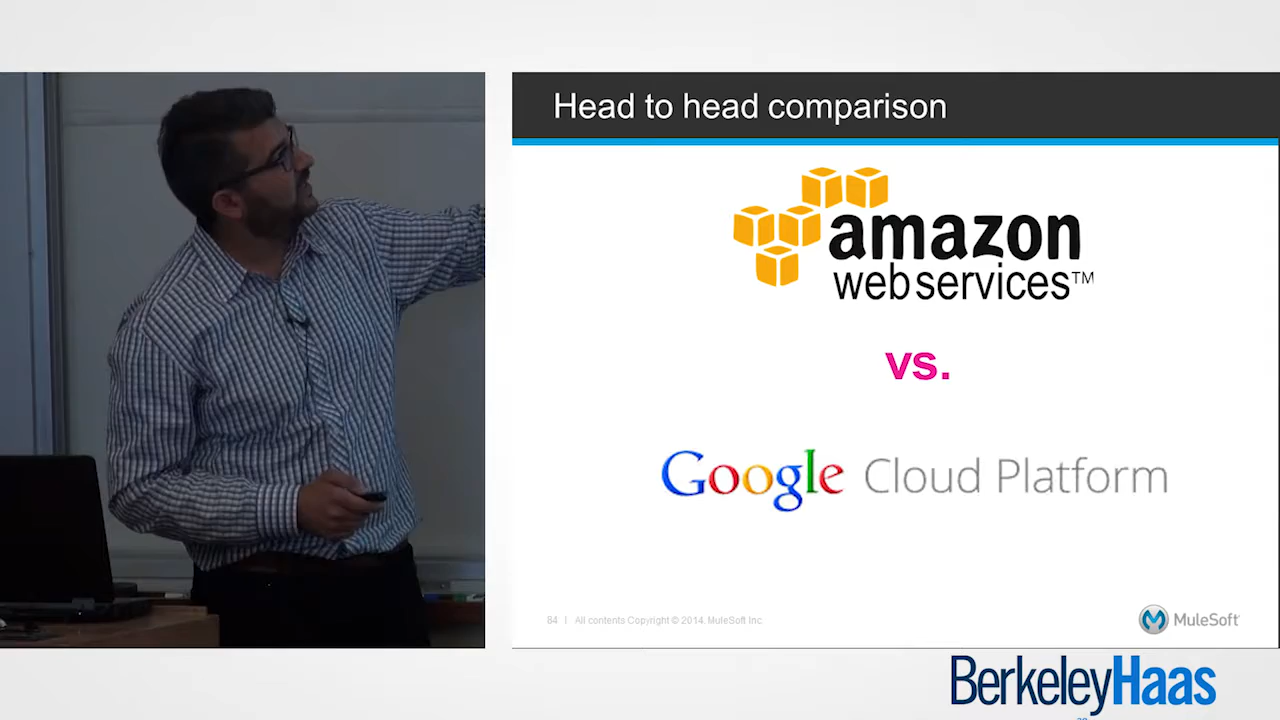 Head to head comparison
amazon
webservices™
vs.
Google Cloud Platform
84 | All contents Copyright © 2014. MuleSoft Inc
MuleSoft
BerkeleyHaas